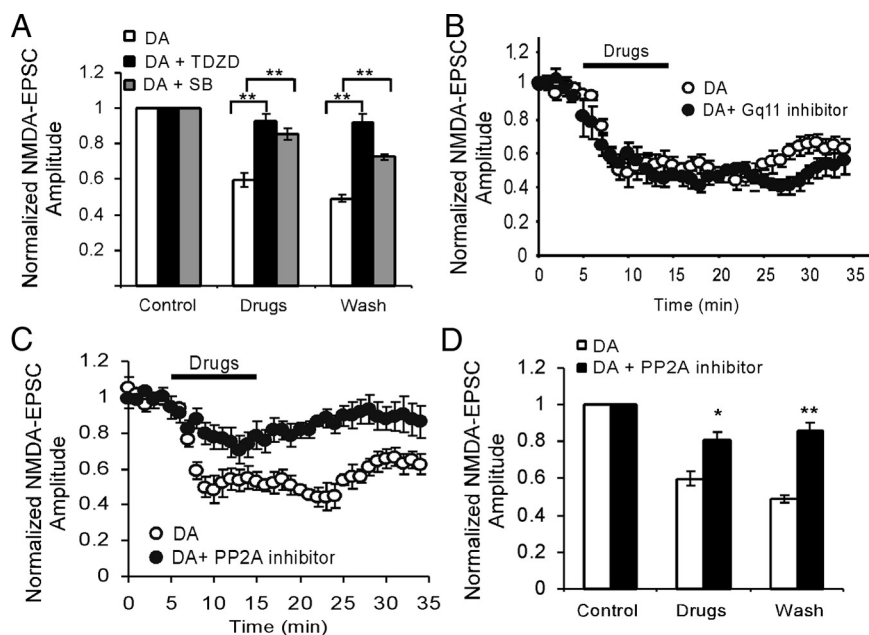 A
DA
DA + TDZD
DA + SB
**
**
**
**
Normalized NMDA-EPSC
Amplitude
1.2
1
0.8
0.6
0.4
0.2
Control
Drugs
Wash
B
Drugs
DA
DA+ Gq11 inhibitor
Normalized NMDA-EPSC
Amplitude
1.2
1
0.8
0.6
0.4
0.2
0
0
5
10
15
20
25
30
35
Time (min)
C
Drugs
DA
DA+ PP2A inhibitor
Normalized NMDA-EPSC
Amplitude
1.2
1
0.8
0.6
0.4
0.2
0
0
5
10
15
20
25
30
35
Time (min)
D
DA
DA + PP2A inhibitor
*
**
Normalized NMDA-EPSC
Amplitude
1.2
1
0.8
0.6
0.4
0.2
0
Control
Drugs
Wash